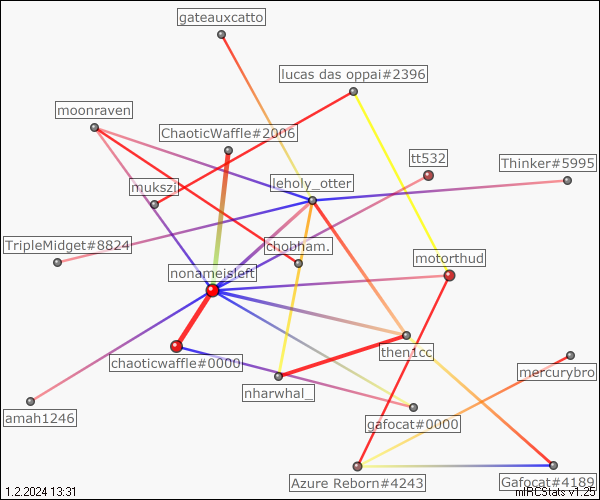 gateauxcatto
lucas das oppai#2396
moonraven
ChaoticWaffle#2006
tt532
Thinker#5995
mukszi
leholy_otter
TripleMidget#8824
chobham.
motorthud
nonameisleft
then1cc
chaoticwaffle#0000
mercurybro
nharwhal_
amah1246
gafocat#0000
Azure Reborn#4243
Gafocat#4189
1.2.2024 13:31
mIRCStats v1.25